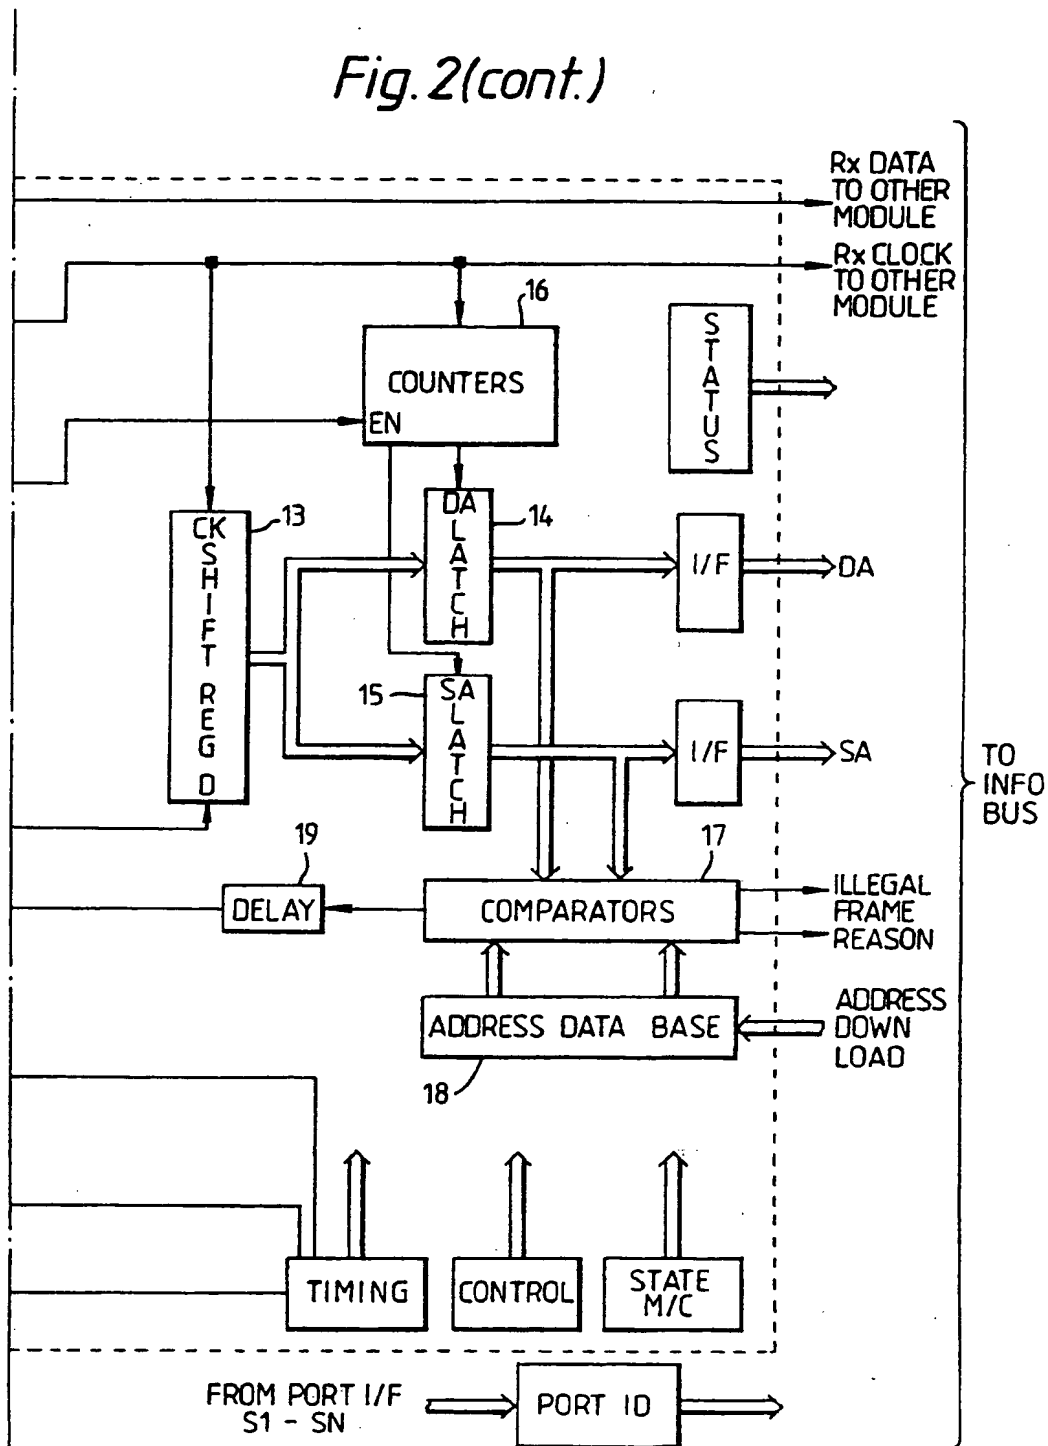 Fig. 2(cont.)
Rx DATA
TO OTHER
MODULE
Rx CLOCK
TO OTHER
MODULE
16
COUNTERS
EN
STATUS
CK
SHIFT REG
D
13
DA
LATCH
14
I/F
DA
15
SA
LATCH
I/F
SA
TO
INFO
BUS
19
DELAY
17
COMPARATORS
ILLEGAL
FRAME
REASON
ADDRESS DATA BASE
18
ADDRESS
DOWN
LOAD
TIMING
CONTROL
STATE
M/C
FROM PORT I/F
S1 - SN
PORT ID